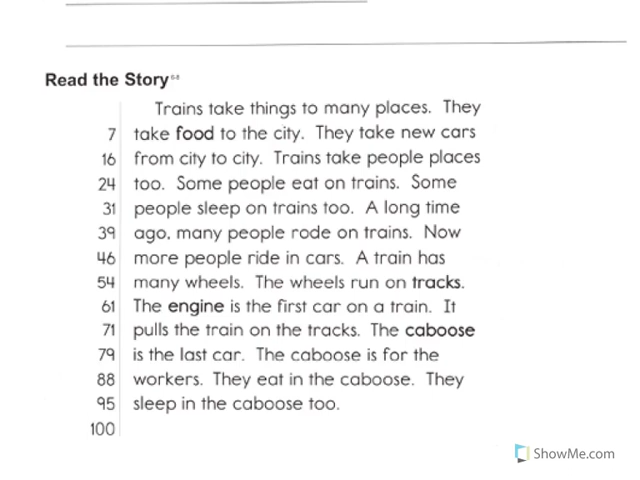 Read the Story
Trains take things to many places. They
7 take food to the city. They take new cars
16 from city to city. Trains take people places
24 too. Some people eat on trains. Some
31 people sleep on trains too. A long time
39 ago, many people rode on trains. Now
46 more people ride in cars. A train has
54 many wheels. The wheels run on tracks.
61 The engine is the first car on a train. It
71 pulls the train on the tracks. The caboose
79 is the last car. The caboose is for the
88 workers. They eat in the caboose. They
95 sleep in the caboose too.
100
ShowMe.com